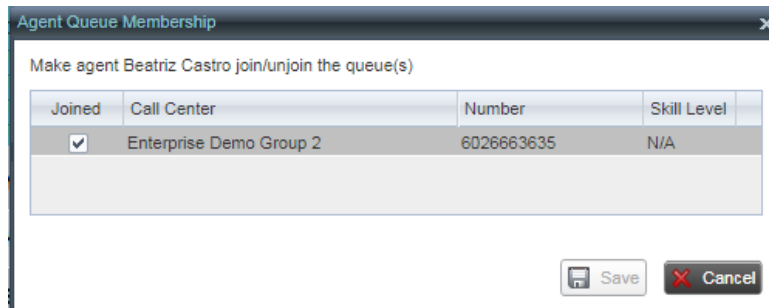 Agent Queue Membership
Make agent Beatriz Castro join/unjoin the queue(s)
Joined Call Center Number Skill Level
Enterprise Demo Group 2 6026663635 N/A
Save Cancel